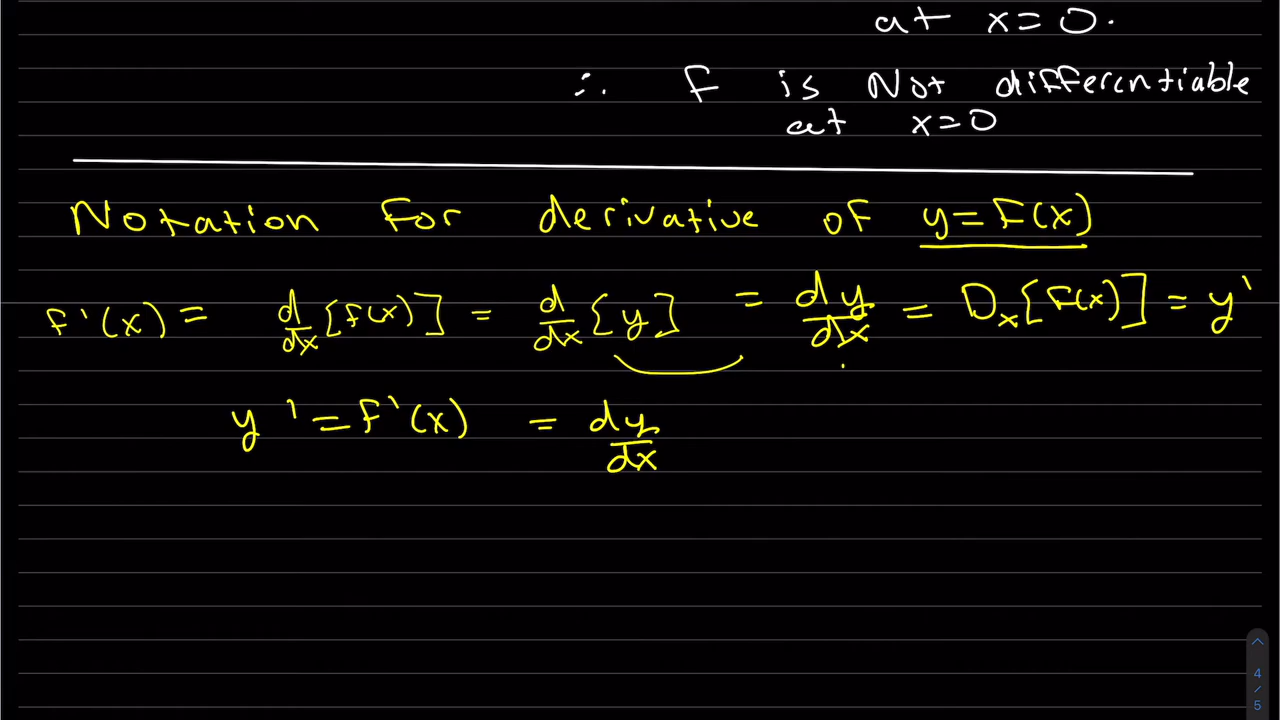 at x=0.
∴ f is Not differentiable
at x=0
Notation for derivative of y=f(x)
f'(x) = d/dx [f(x)] = d/dx [y] = dy/dx = Dx[f(x)] = y'
y' = f'(x) = dy/dx
4
/
5